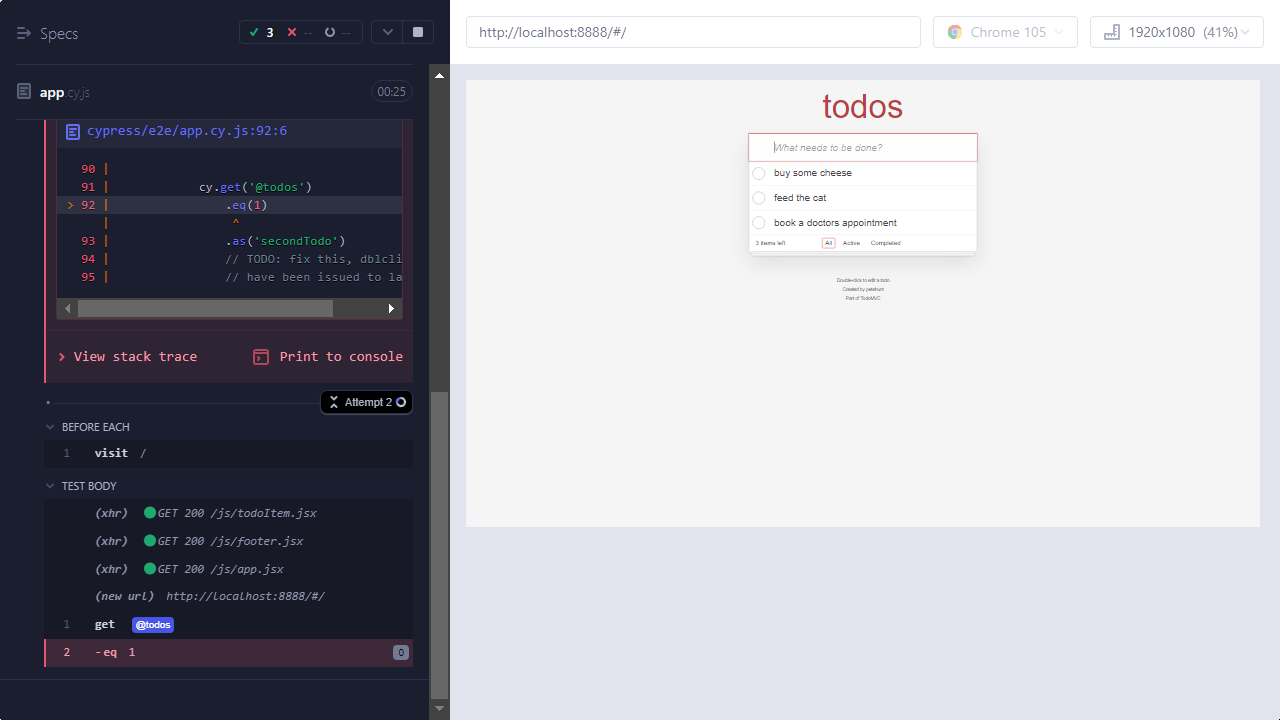 Specs
3 -- --
http://localhost:8888/#/
Chrome 105
1920x1080 (41%)
app.cy.js
00:25
cypress/e2e/app.cy.js:92:6
90 |
91 | cy.get('@todos')
> 92 | .eq(1)
| ^
93 | .as('secondTodo')
94 | // TODO: fix this, dblcli
95 | // have been issued to la
View stack trace
Print to console
Attempt 2
BEFORE EACH
1 visit /
TEST BODY
(xhr) GET 200 /js/todoItem.jsx
(xhr) GET 200 /js/footer.jsx
(xhr) GET 200 /js/app.jsx
(new url) http://localhost:8888/#/
1 get @todos
2 -eq 1 0
todos
What needs to be done?
buy some cheese
feed the cat
book a doctors appointment
3 items left All Active Completed
Double-click to edit a todo
Created by petehunt
Part of TodoMVC